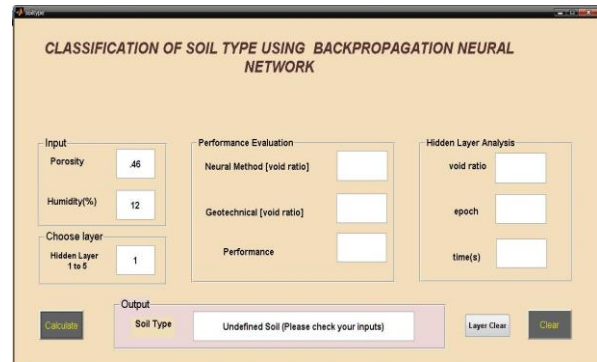 soiltype
CLASSIFICATION OF SOIL TYPE USING BACKPROPAGATION NEURAL
NETWORK
Input
Porosity
.46
Humidity(%)
12
Choose layer
Hidden Layer
1 to 5
1
Performance Evaluation
Neural Method [void ratio]
Geotechnical [void ratio]
Performance
Hidden Layer Analysis
void ratio
epoch
time(s)
Calculate
Output
Soil Type
Undefined Soil (Please check your inputs)
Layer Clear
Clear